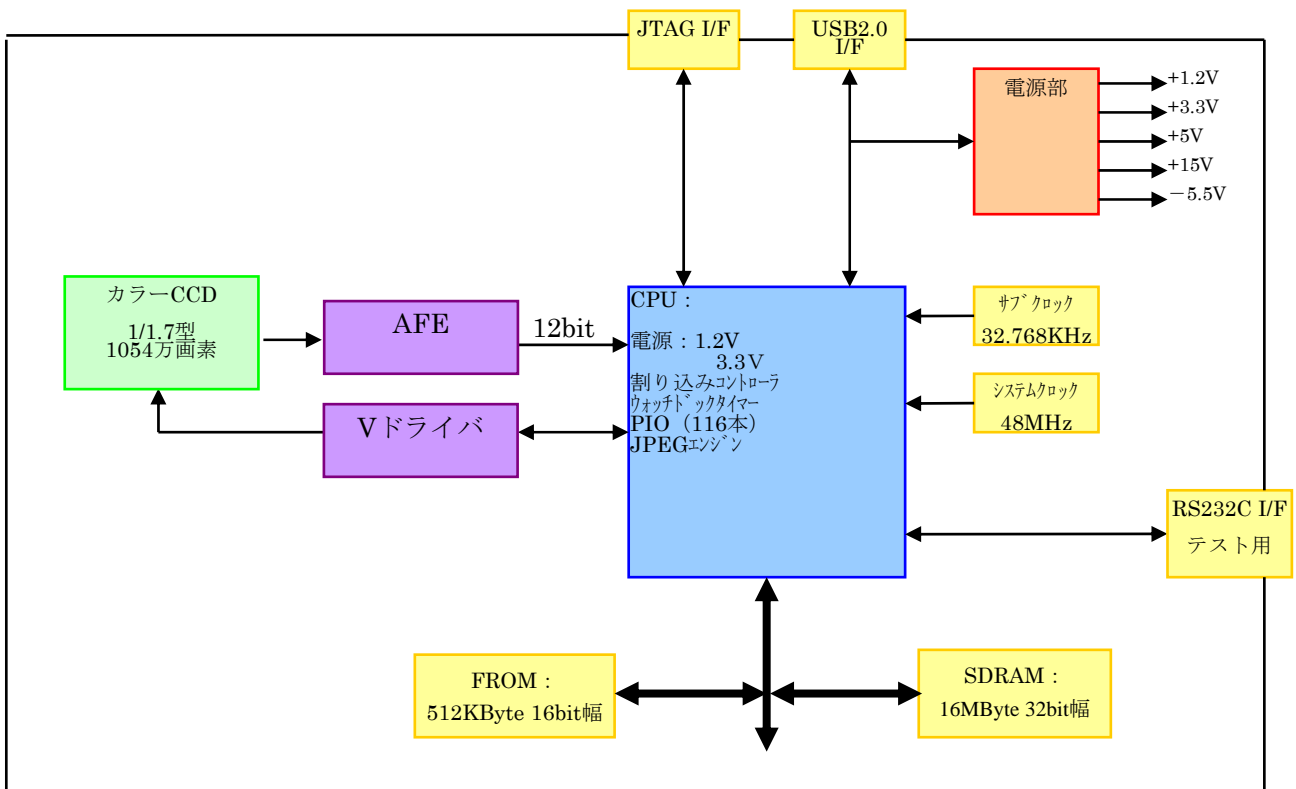 JTAG I/F
USB2.0
I/F
電源部
+1.2V
+3.3V
+5V
+15V
－5.5V
カラーCCD
1/1.7型
1054万画素
AFE
12bit
Vドライバ
CPU：
電源：1.2V
3.3V
割り込みｺﾝﾄﾛｰﾗ
ｳｫｯﾁﾄﾞｯｸﾀｲﾏｰ
PIO（116本）
JPEGｴﾝｼﾞﾝ
ｻﾌﾞｸﾛｯｸ
32.768KHz
ｼｽﾃﾑｸﾛｯｸ
48MHz
RS232C I/F
テスト用
FROM：
512KByte 16bit幅
SDRAM：
16MByte 32bit幅